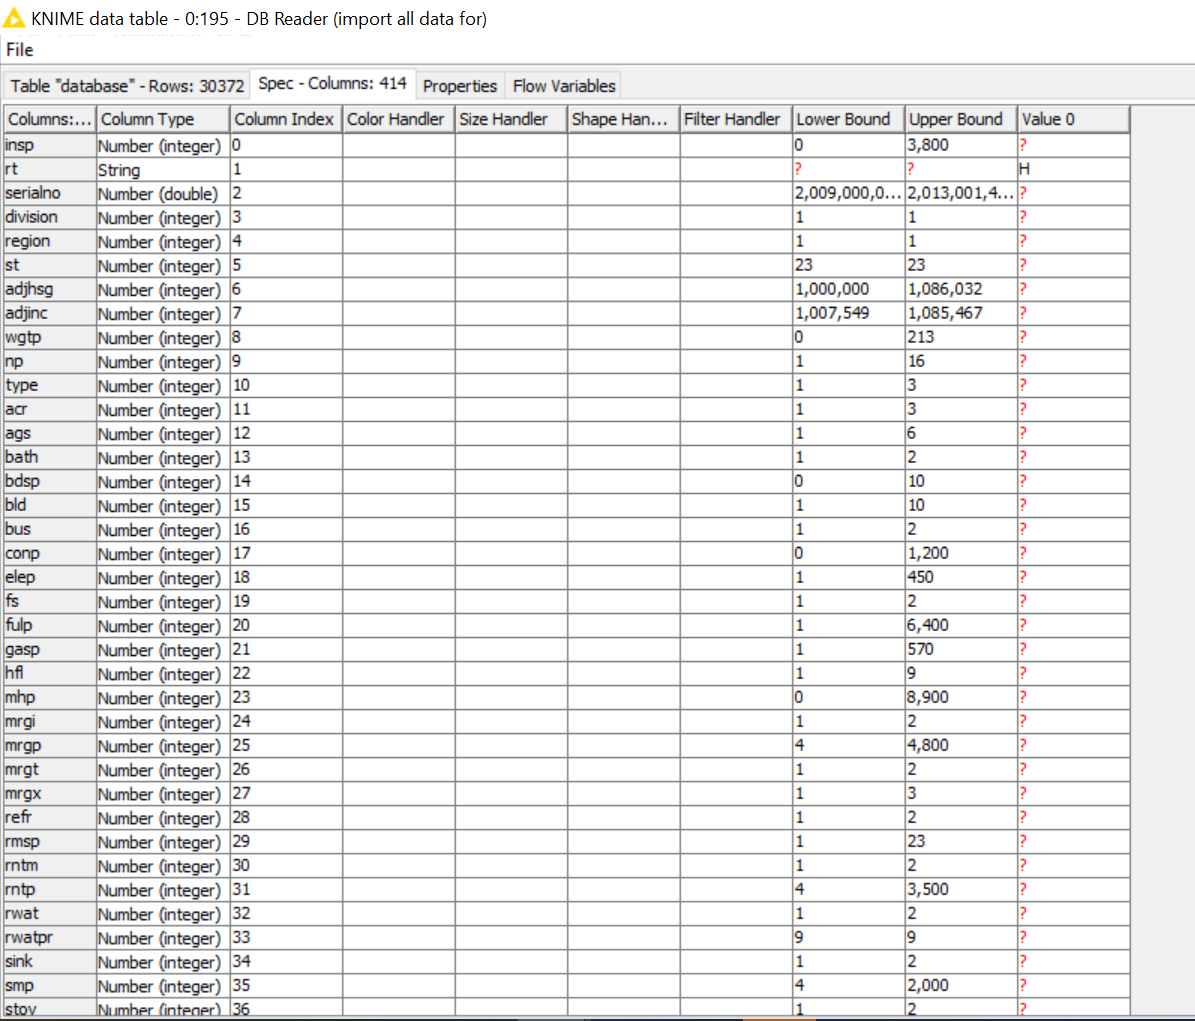 KNIME data table - 0:195 - DB Reader (import all data for)
File
Table "database" - Rows: 30372 Spec - Columns: 414 Properties Flow Variables
Columns:... Column Type Column Index Color Handler Size Handler Shape Han... Filter Handler Lower Bound Upper Bound Value 0
insp Number (integer) 0 0 3,800 ?
rt String 1 ? ? H
serialno Number (double) 2 2,009,000,0... 2,013,001,4... ?
division Number (integer) 3 1 1 ?
region Number (integer) 4 1 1 ?
st Number (integer) 5 23 23 ?
adjhsg Number (integer) 6 1,000,000 1,086,032 ?
adjinc Number (integer) 7 1,007,549 1,085,467 ?
wgtp Number (integer) 8 0 213 ?
np Number (integer) 9 1 16 ?
type Number (integer) 10 1 3 ?
acr Number (integer) 11 1 3 ?
ags Number (integer) 12 1 6 ?
bath Number (integer) 13 1 2 ?
bdsp Number (integer) 14 0 10 ?
bld Number (integer) 15 1 10 ?
bus Number (integer) 16 1 2 ?
conp Number (integer) 17 0 1,200 ?
elep Number (integer) 18 1 450 ?
fs Number (integer) 19 1 2 ?
fulp Number (integer) 20 1 6,400 ?
gasp Number (integer) 21 1 570 ?
hfl Number (integer) 22 1 9 ?
mhp Number (integer) 23 0 8,900 ?
mrgi Number (integer) 24 1 2 ?
mrgp Number (integer) 25 4 4,800 ?
mrgt Number (integer) 26 1 2 ?
mrgx Number (integer) 27 1 3 ?
refr Number (integer) 28 1 2 ?
rmsp Number (integer) 29 1 23 ?
rntm Number (integer) 30 1 2 ?
rntp Number (integer) 31 4 3,500 ?
rwat Number (integer) 32 1 2 ?
rwatpr Number (integer) 33 9 9 ?
sink Number (integer) 34 1 2 ?
smp Number (integer) 35 4 2,000 ?
stov Number (integer) 36 1 2 ?